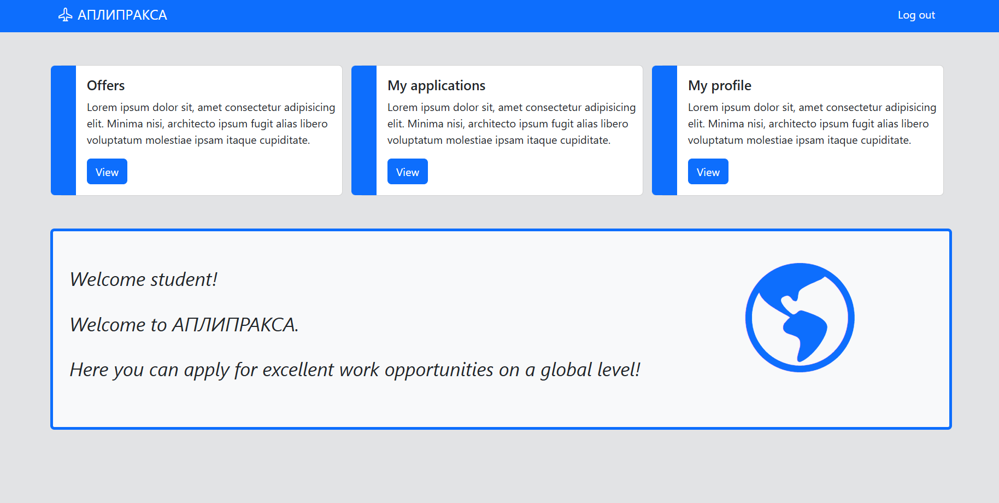 АПЛИПРАКСА
Log out
Offers
Lorem ipsum dolor sit, amet consectetur adipisicing
elit. Minima nisi, architecto ipsum fugit alias libero
voluptatum molestiae ipsam itaque cupiditate.
View
My applications
Lorem ipsum dolor sit, amet consectetur adipisicing
elit. Minima nisi, architecto ipsum fugit alias libero
voluptatum molestiae ipsam itaque cupiditate.
View
My profile
Lorem ipsum dolor sit, amet consectetur adipisicing
elit. Minima nisi, architecto ipsum fugit alias libero
voluptatum molestiae ipsam itaque cupiditate.
View
Welcome student!
Welcome to АПЛИПРАКСА.
Here you can apply for excellent work opportunities on a global level!